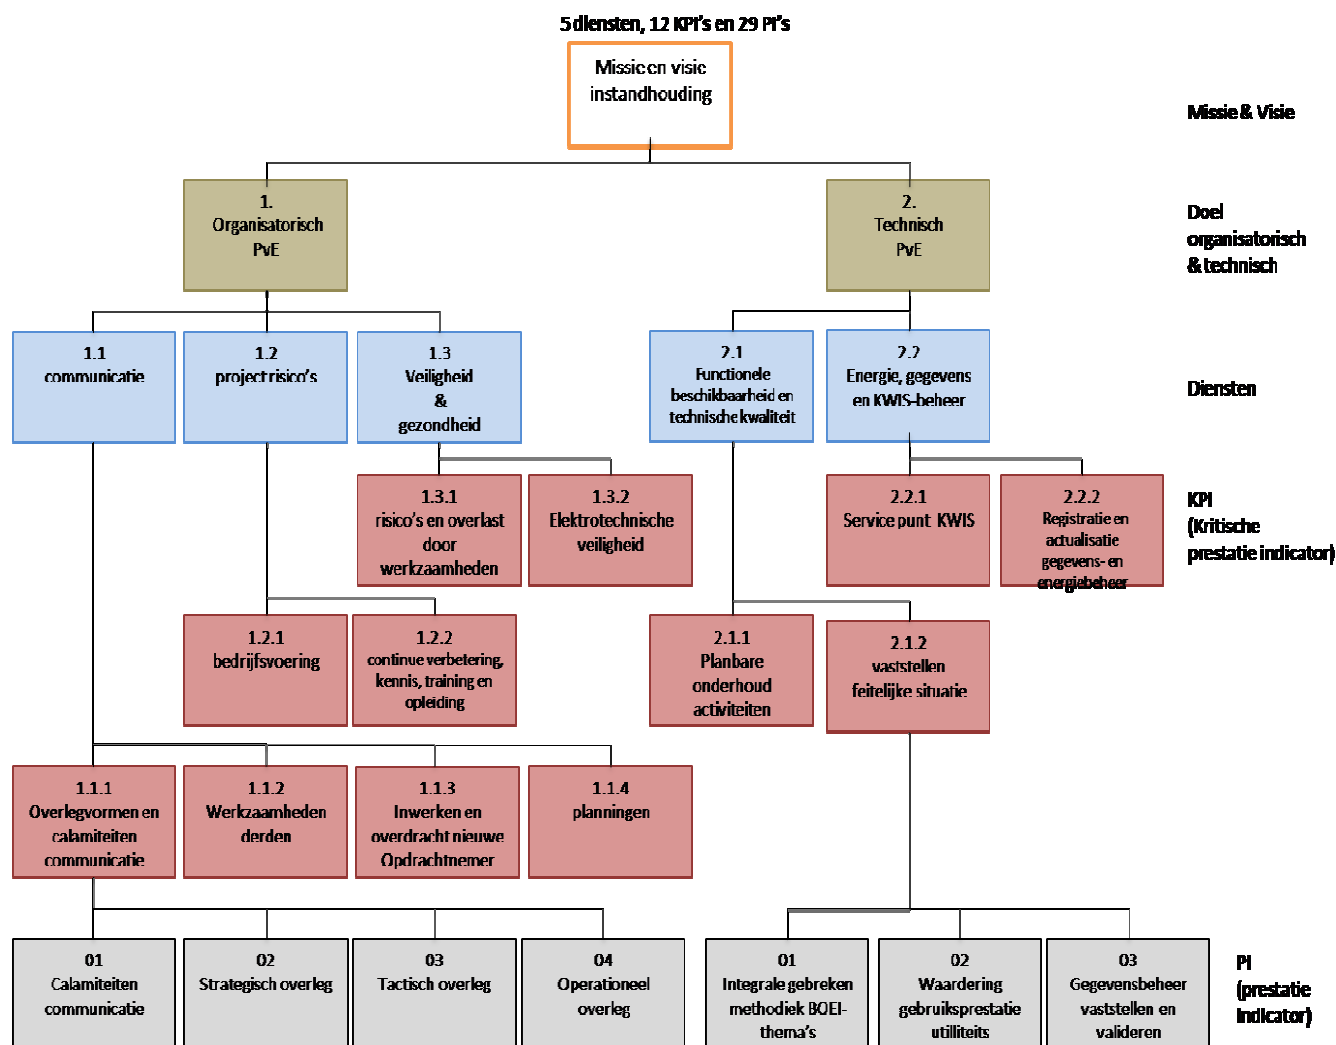 5 diensten, 12 KPI's en 29 PI's
Missie en visie
instandhouding
Missie & Visie
1.
Organisatorisch
PvE
2.
Technisch
PvE
Doel
organisatorisch
& technisch
1.1
communicatie
1.2
project risico's
1.3
Veiligheid
&
gezondheid
2.1
Functionele
beschikbaarheid en
technische kwaliteit
2.2
Energie, gegevens
en KWIS-beheer
Diensten
1.3.1
risico's en overlast
door
werkzaamheden
1.3.2
Elektrotechnische
veiligheid
2.2.1
Service punt KWIS
2.2.2
Registratie en
actualisatie
gegevens- en
energiebeheer
KPI
(Kritische
prestatie indicator)
1.2.1
bedrijfsvoering
1.2.2
continue verbetering,
kennis, training en
opleiding
2.1.1
Planbare
onderhoud
activiteiten
2.1.2
vaststellen
feitelijke situatie
1.1.1
Overlegvormen en
calamiteiten
communicatie
1.1.2
Werkzaamheden
derden
1.1.3
Inwerken en
overdracht nieuwe
Opdrachtnemer
1.1.4
planningen
01
Calamiteiten
communicatie
02
Strategisch overleg
03
Tactisch overleg
04
Operationeel
overleg
01
Integrale gebreken
methodiek BOEI-
thema's
02
Waardering
gebruiksprestatie
utilliteits
03
Gegevensbeheer
vaststellen en
valideren
PI
(prestatie
Indicator)